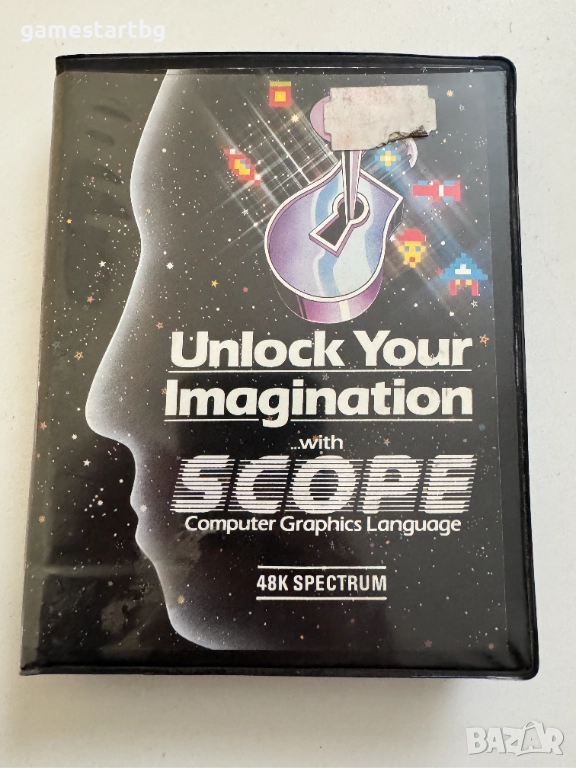 gamestartbg
Unlock Your
Imagination
...with
SCOPE
Computer Graphics Language
48K SPECTRUM
BAZAR